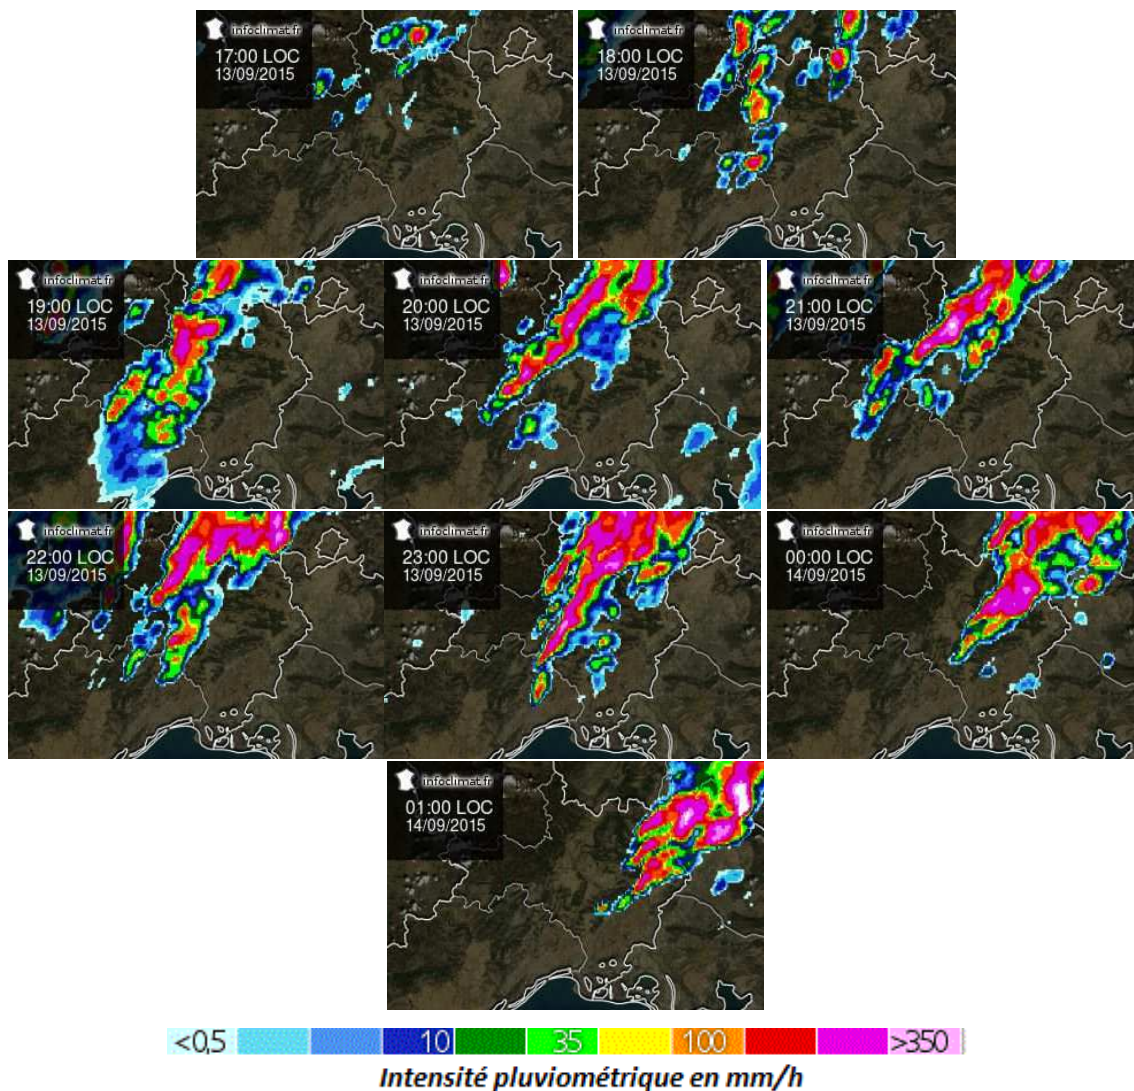 infoclimat.fr
17:00 LOC
13/09/2015
infoclimat.fr
18:00 LOC
13/09/2015
infoclimat.fr
19:00 LOC
13/09/2015
infoclimat.fr
20:00 LOC
13/09/2015
infoclimat.fr
21:00 LOC
13/09/2015
infoclimat.fr
22:00 LOC
13/09/2015
infoclimat.fr
23:00 LOC
13/09/2015
infoclimat.fr
00:00 LOC
14/09/2015
infoclimat.fr
01:00 LOC
14/09/2015
<0,5 10 35 100 >350
Intensité pluviométrique en mm/h